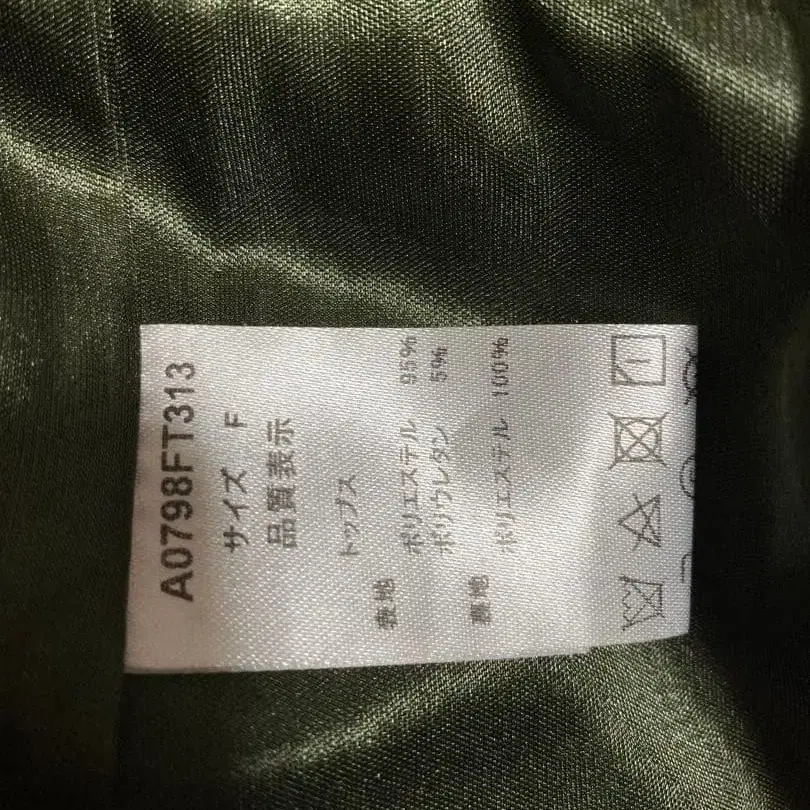 A0798FT313
サイズ F
品質表示
トップス
表地 ポリエステル 95%
ポリウレタン 5%
裏地 ポリエステル 100%